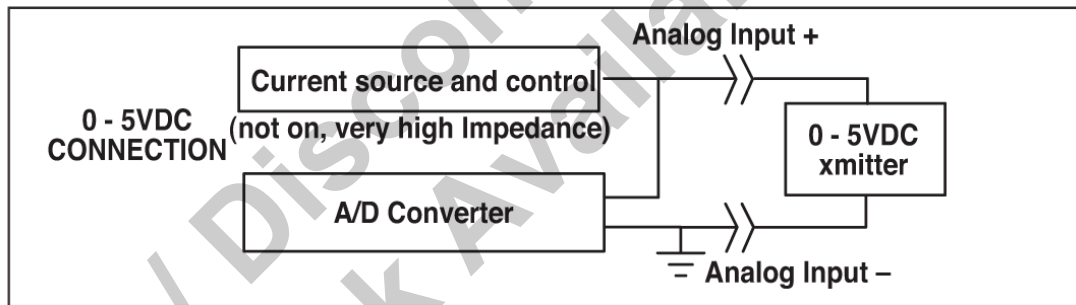 Analog Input +
Current source and control
(not on, very high Impedance)
0 - 5VDC
CONNECTION
0 - 5VDC
xmitter
A/D Converter
Analog Input –